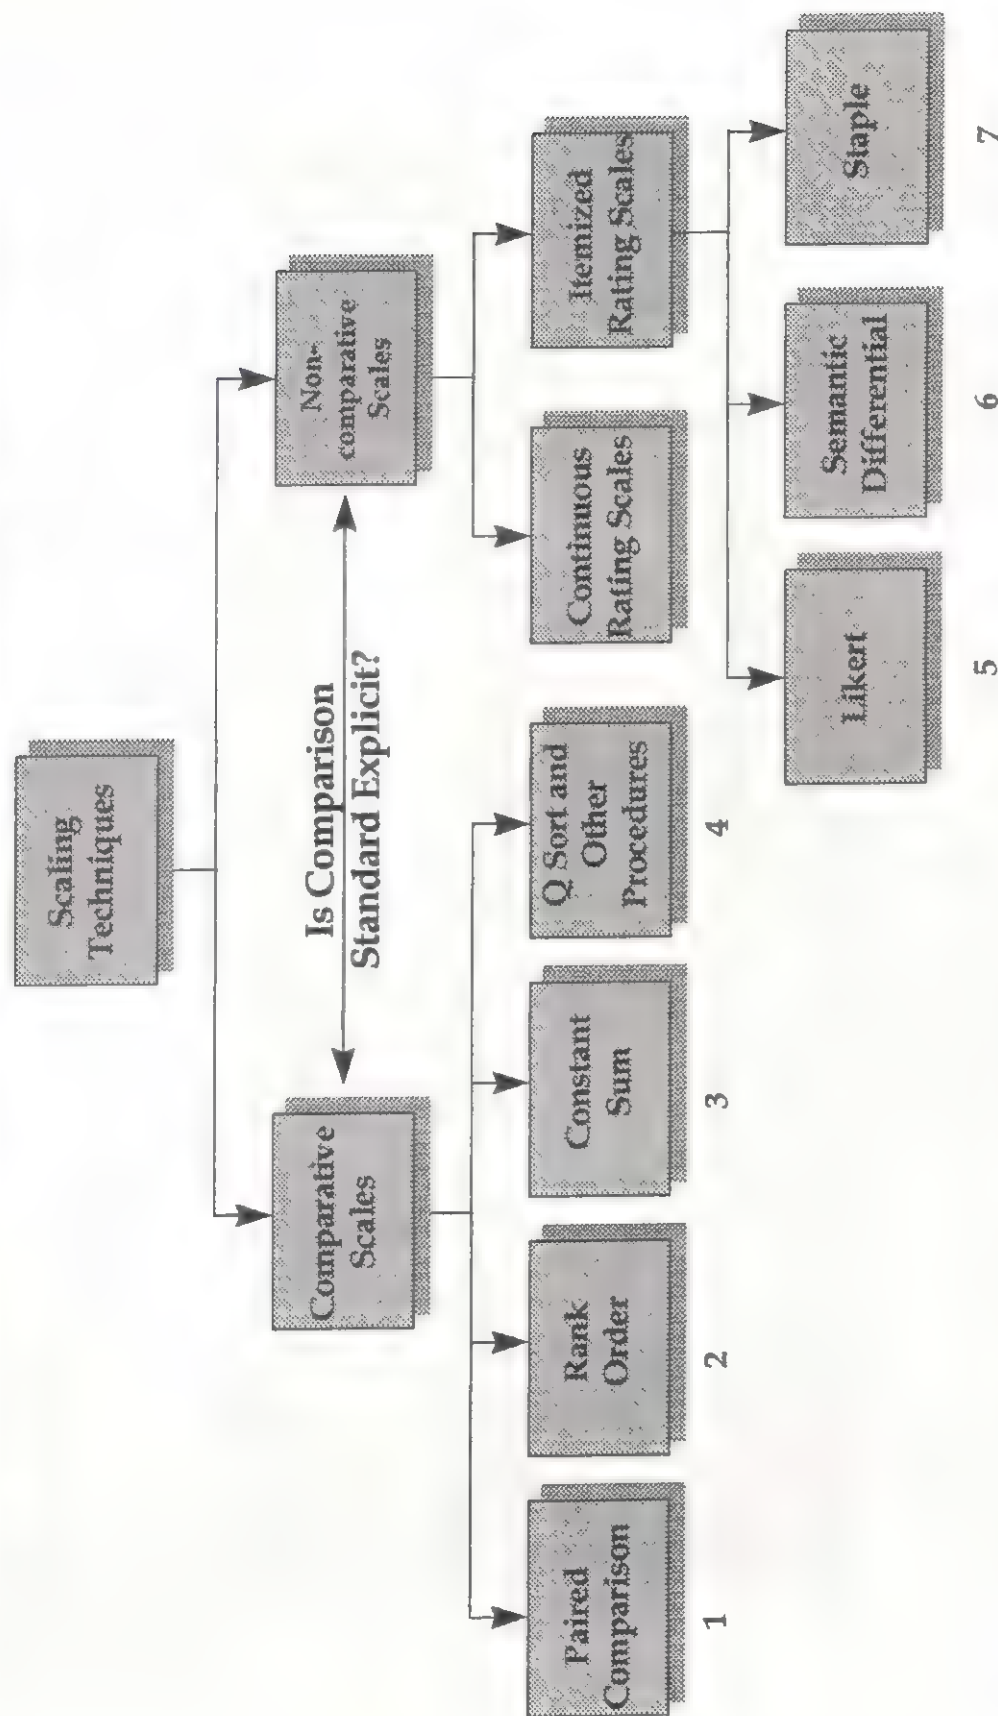 Scaling
Techniques
Is Comparison
Standard Explicit?
Comparative
Scales
Non-
comparative
Scales
Paired
Comparison
Rank
Order
Constant
Sum
Q Sort and
Other
Procedures
Continuous
Rating Scales
Itemized
Rating Scales
1
2
3
4
Likert
Semantic
Differential
Staple
5
6
7